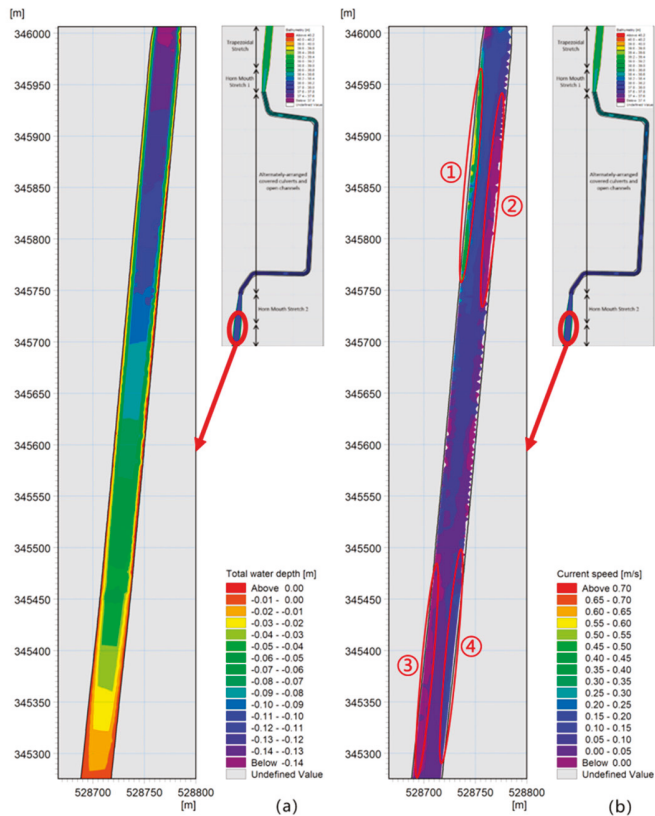 [m]
346000
345950
345900
345850
345800
345750
345700
345650
345600
345550
345500
345450
345400
345350
345300
528700 528750 528800
[m]
Trapezoidal
Stretch
Horn Mouth
Stretch 1
Alternately-arranged
covered culverts and
open channels
Horn Mouth Stretch 2
Undefined Value
Total water depth [m]
Above 0.00
-0.01 - 0.00
-0.02 - -0.01
-0.03 - -0.02
-0.04 - -0.03
-0.05 - -0.04
-0.06 - -0.05
-0.07 - -0.06
-0.08 - -0.07
-0.09 - -0.08
-0.10 - -0.09
-0.11 - -0.10
-0.12 - -0.11
-0.13 - -0.12
-0.14 - -0.13
Below -0.14
Undefined Value
(a)
[m]
346000
345950
345900
345850
345800
345750
345700
345650
345600
345550
345500
345450
345400
345350
345300
528700 528750 528800
[m]
①
②
③
④
Trapezoidal
Stretch
Horn Mouth
Stretch 1
Alternately-arranged
covered culverts and
open channels
Horn Mouth Stretch 2
Undefined Value
Current speed [m/s]
Above 0.70
0.65 - 0.70
0.60 - 0.65
0.55 - 0.60
0.50 - 0.55
0.45 - 0.50
0.40 - 0.45
0.35 - 0.40
0.30 - 0.35
0.25 - 0.30
0.20 - 0.25
0.15 - 0.20
0.10 - 0.15
0.05 - 0.10
0.00 - 0.05
Below 0.00
Undefined Value
(b)